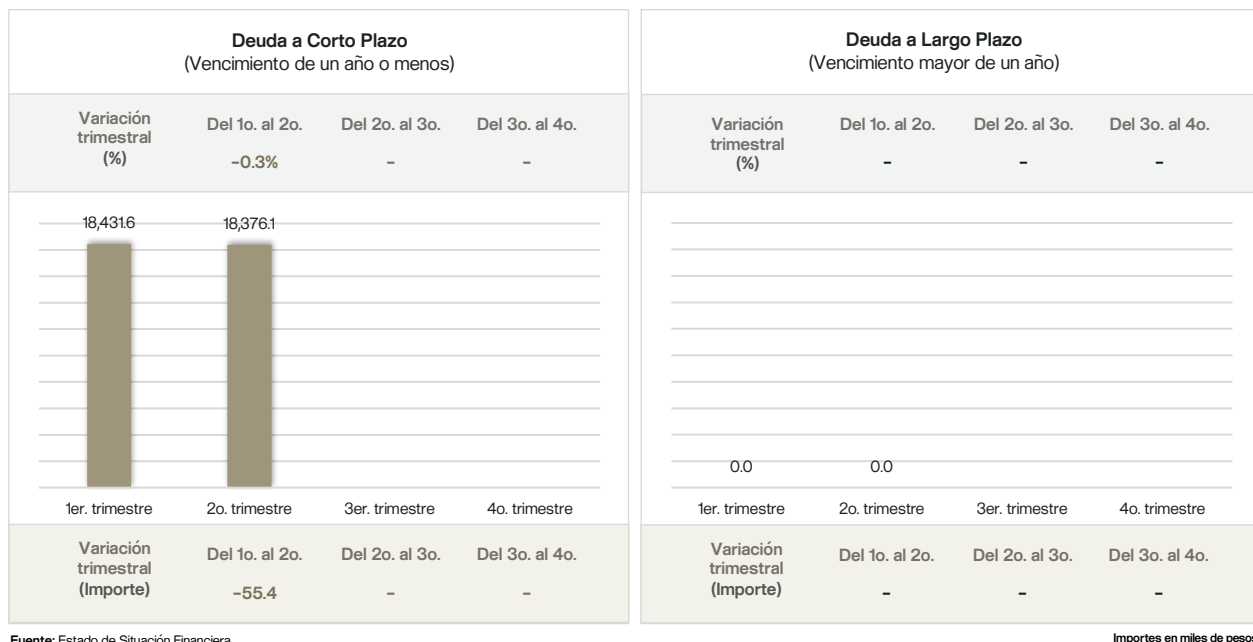 Deuda a Corto Plazo
(Vencimiento de un año o menos)
Variación
trimestral
(%)
Del 1o. al 2o.
Del 2o. al 3o.
Del 3o. al 4o.
-0.3%
-
-
18,431.6
18,376.1
1er. trimestre
2o. trimestre
3er. trimestre
4o. trimestre
Variación
trimestral
(Importe)
Del 1o. al 2o.
Del 2o. al 3o.
Del 3o. al 4o.
-55.4
-
-
Deuda a Largo Plazo
(Vencimiento mayor de un año)
Variación
trimestral
(%)
Del 1o. al 2o.
Del 2o. al 3o.
Del 3o. al 4o.
-
-
-
0.0
0.0
1er. trimestre
2o. trimestre
3er. trimestre
4o. trimestre
Variación
trimestral
(Importe)
Del 1o. al 2o.
Del 2o. al 3o.
Del 3o. al 4o.
-
-
-
Fuente: Estado de Situación Financiera
Importes en miles de pesos